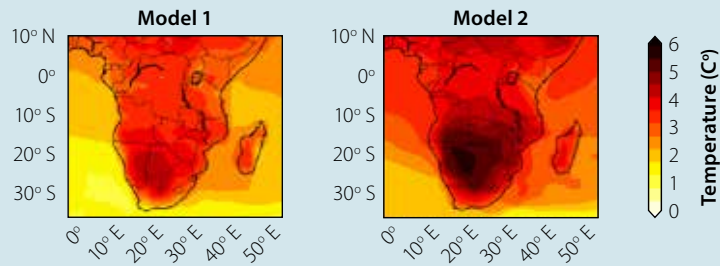 Model 1
10° N
0°
10° S
20° S
30° S
0°
10° E
20° E
30° E
40° E
50° E
Model 2
10° N
0°
10° S
20° S
30° S
0°
10° E
20° E
30° E
40° E
50° E
6
5
4
3
2
1
0
Temperature (C°)